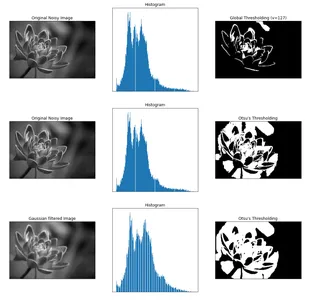 Original Noisy Image
Histogram
Global Thresholding (v=127)
Original Noisy Image
Histogram
Otsu's Thresholding
Gaussian filtered Image
Histogram
Otsu's Thresholding